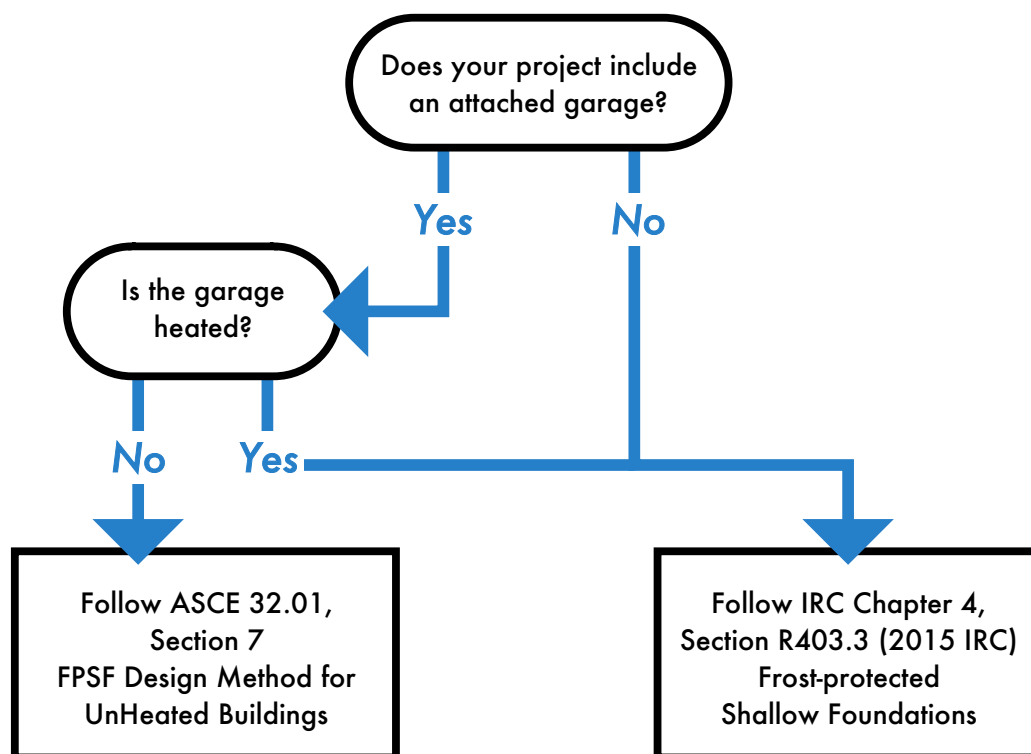 Does your project include
an attached garage?
Yes
No
Is the garage
heated?
No
Yes
Follow ASCE 32.01,
Section 7
FPSF Design Method for
UnHeated Buildings
Follow IRC Chapter 4,
Section R403.3 (2015 IRC)
Frost-protected
Shallow Foundations